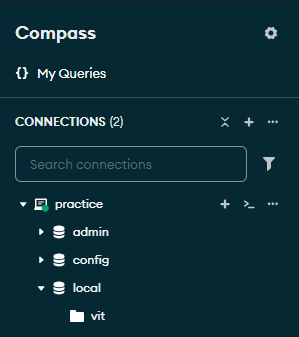 Compass
{} My Queries
CONNECTIONS (2)
Search connections
practice
admin
config
local
vit